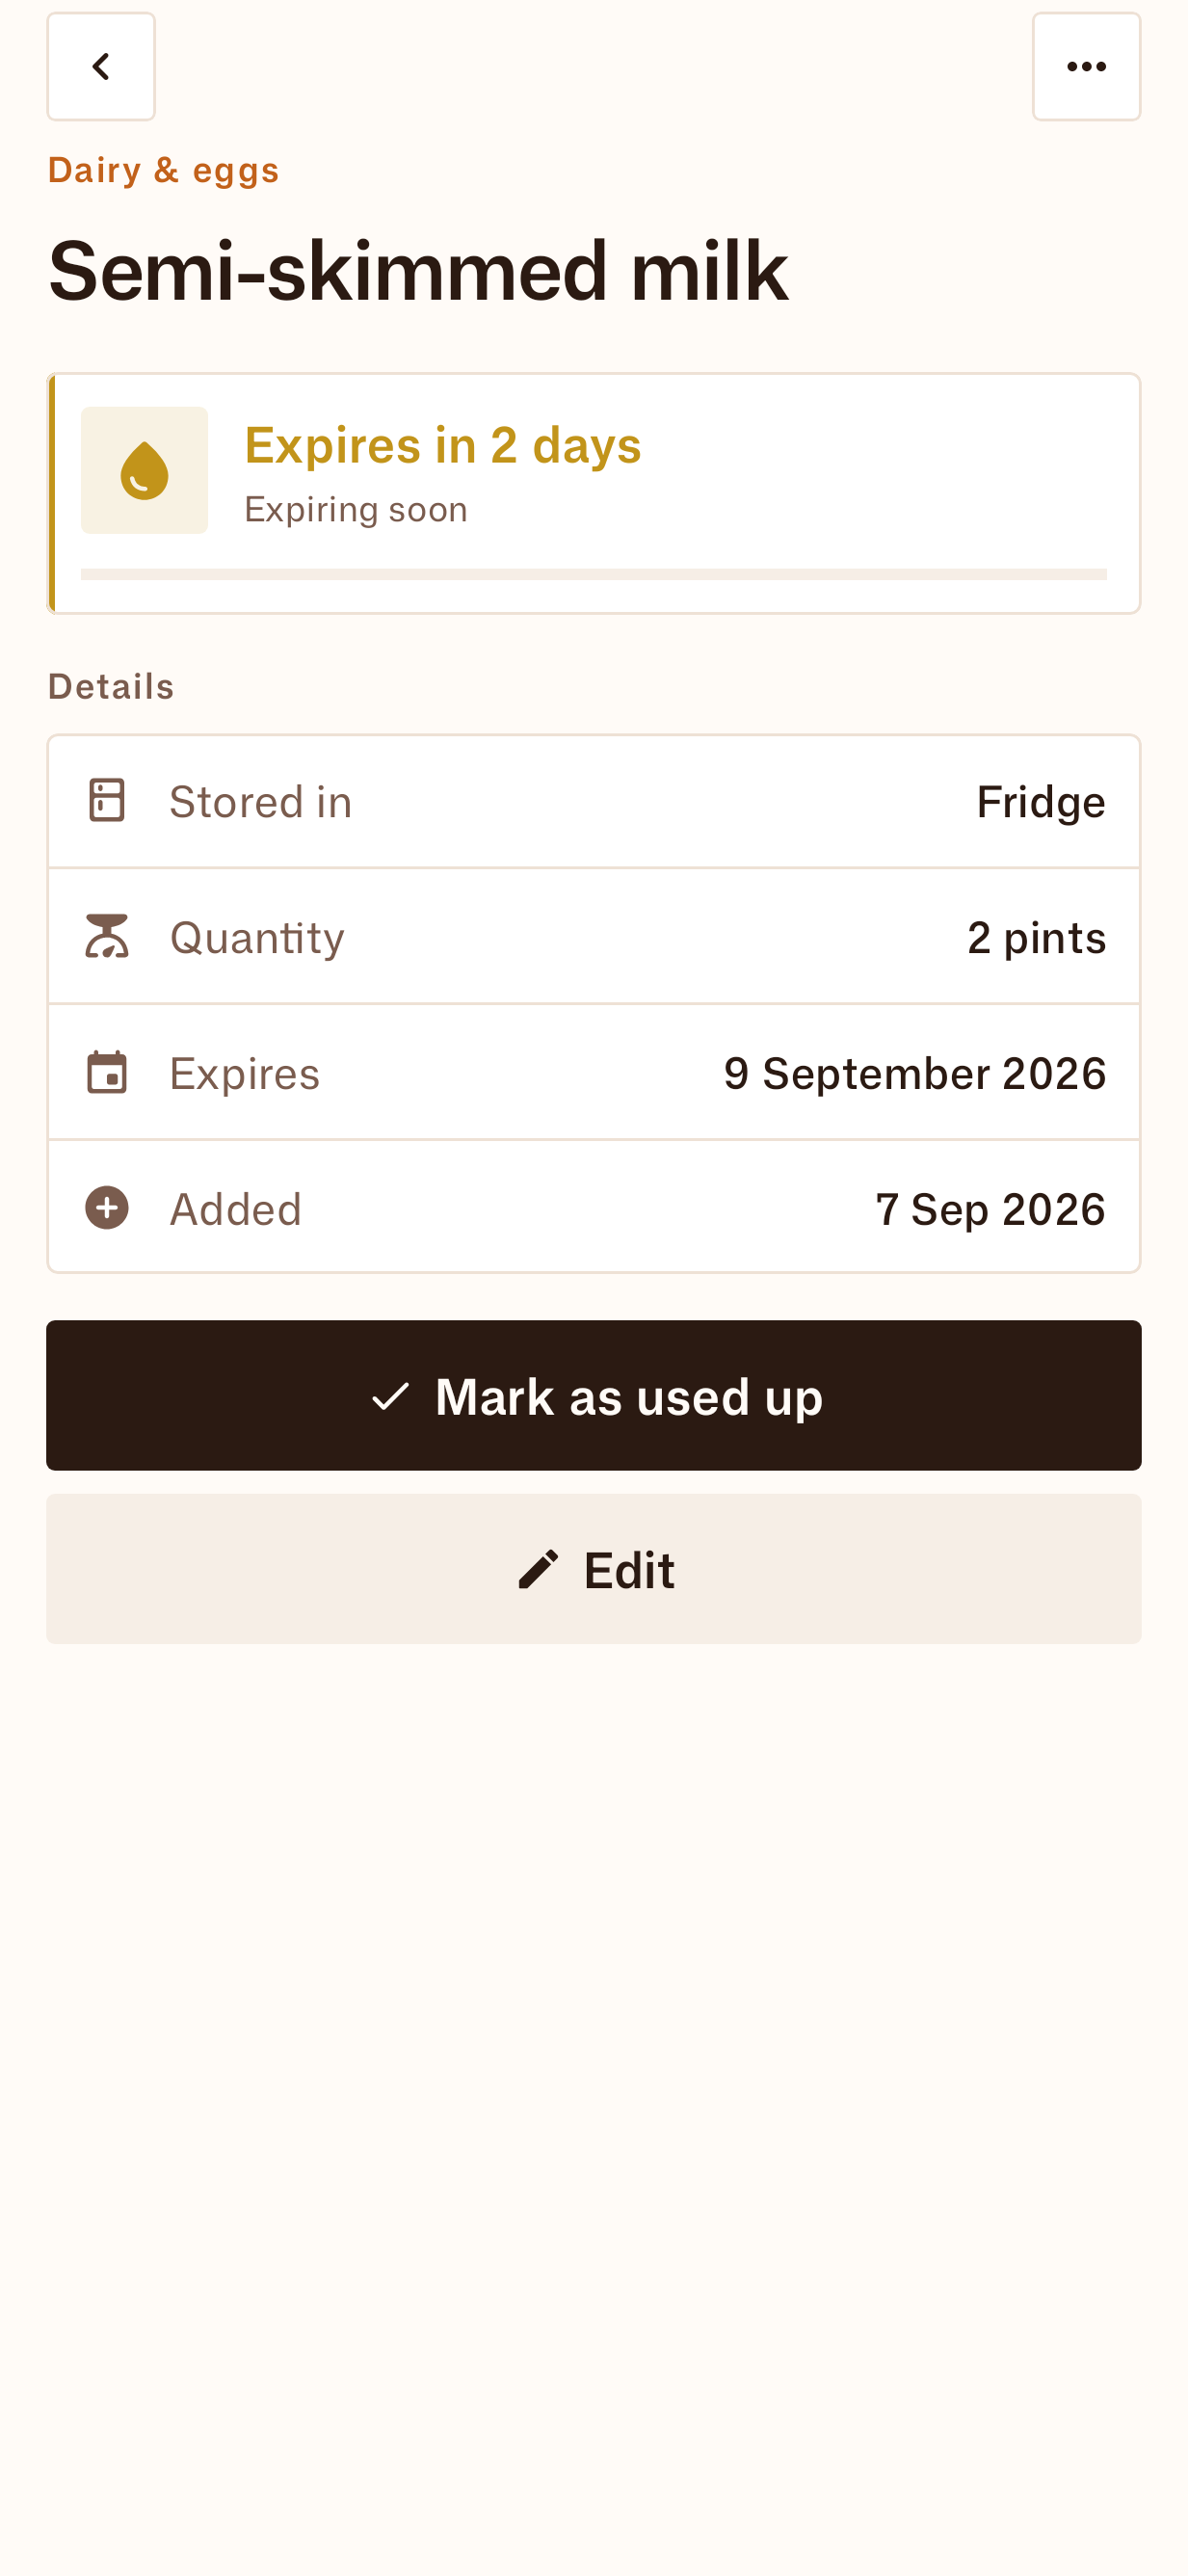 Dairy & eggs
Semi-skimmed milk
Expires in 2 days
Expiring soon
Details
Stored in Fridge
Quantity 2 pints
Expires 9 September 2026
Added 7 Sep 2026
Mark as used up
Edit